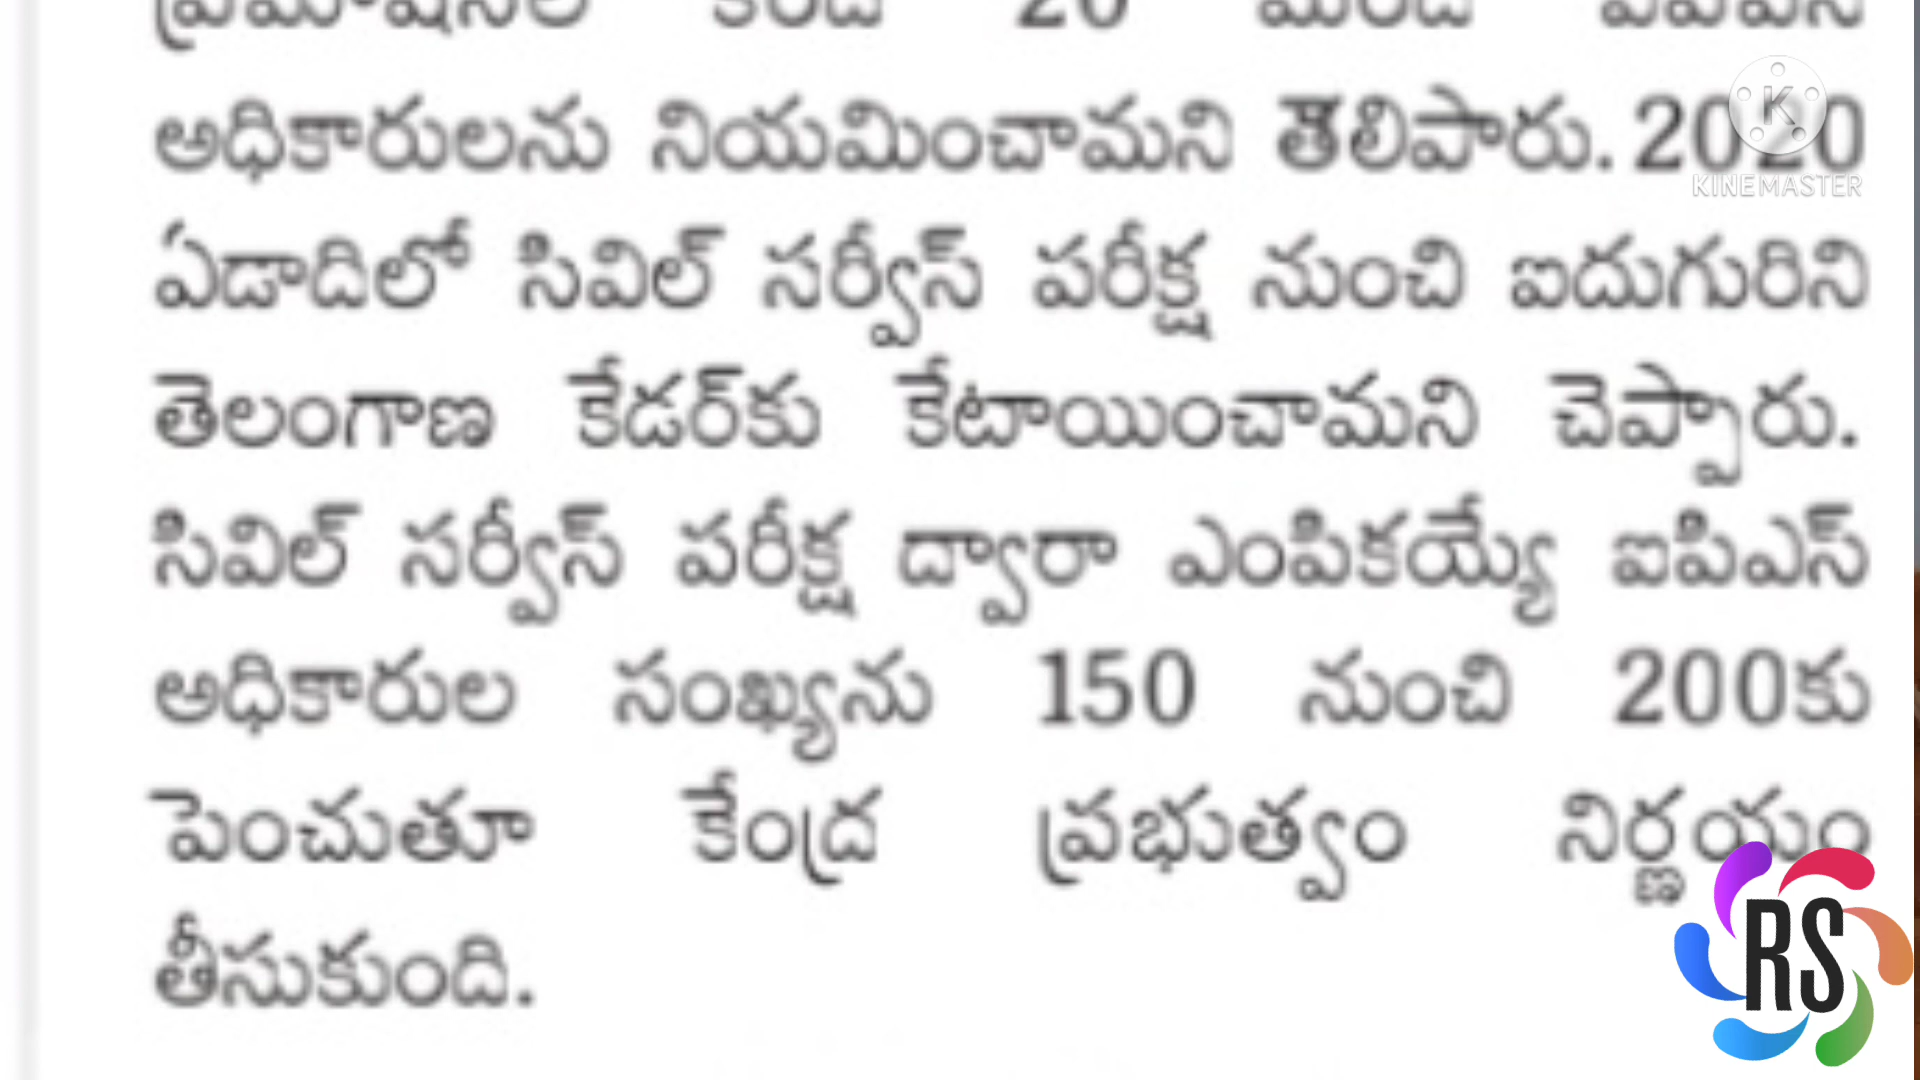 20
అధికారులను నియమించామని తెలిపారు. 2020
KINEMASTER
ఏడాదిలో సివిల్ సర్వీస్ పరీక్ష నుంచి ఐదుగురిని
తెలంగాణ కేడర్‌కు కేటాయించామని చెప్పారు.
సివిల్ సర్వీస్ పరీక్ష ద్వారా ఎంపికయ్యే ఐపిఎస్
అధికారుల సంఖ్యను 150 నుంచి 200కు
పెంచుతూ కేంద్ర ప్రభుత్వం నిర్ణయం
తీసుకుంది.
RS